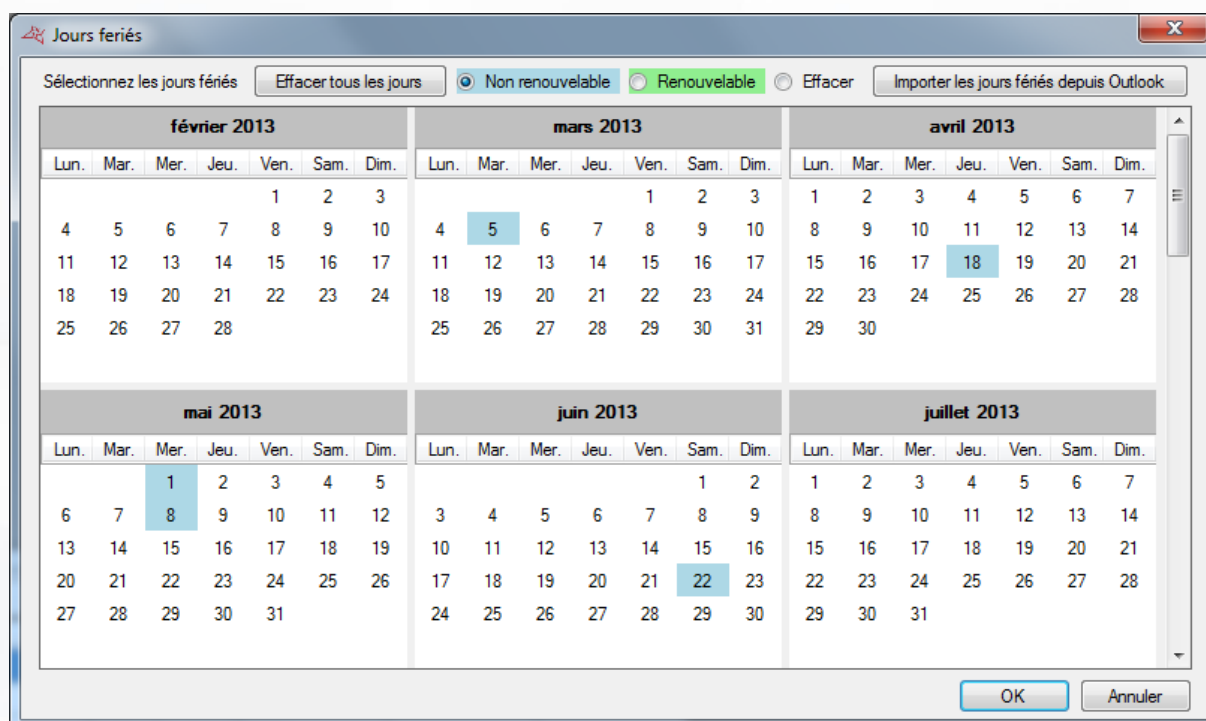 Jours feriés
Sélectionnez les jours fériés Effacer tous les jours Non renouvelable Renouvelable Effacer Importer les jours fériés depuis Outlook
février 2013 mars 2013 avril 2013
Lun. Mar. Mer. Jeu. Ven. Sam. Dim. Lun. Mar. Mer. Jeu. Ven. Sam. Dim. Lun. Mar. Mer. Jeu. Ven. Sam. Dim.
1 2 3 1 2 3 1 2 3 4 5 6 7
4 5 6 7 8 9 10 4 5 6 7 8 9 10 8 9 10 11 12 13 14
11 12 13 14 15 16 17 11 12 13 14 15 16 17 15 16 17 18 19 20 21
18 19 20 21 22 23 24 18 19 20 21 22 23 24 22 23 24 25 26 27 28
25 26 27 28 25 26 27 28 29 30 31 29 30
mai 2013 juin 2013 juillet 2013
Lun. Mar. Mer. Jeu. Ven. Sam. Dim. Lun. Mar. Mer. Jeu. Ven. Sam. Dim. Lun. Mar. Mer. Jeu. Ven. Sam. Dim.
1 2 3 4 5 1 2 1 2 3 4 5 6 7
6 7 8 9 10 11 12 3 4 5 6 7 8 9 8 9 10 11 12 13 14
13 14 15 16 17 18 19 10 11 12 13 14 15 16 15 16 17 18 19 20 21
20 21 22 23 24 25 26 17 18 19 20 21 22 23 22 23 24 25 26 27 28
27 28 29 30 31 24 25 26 27 28 29 30 29 30 31
OK Annuler